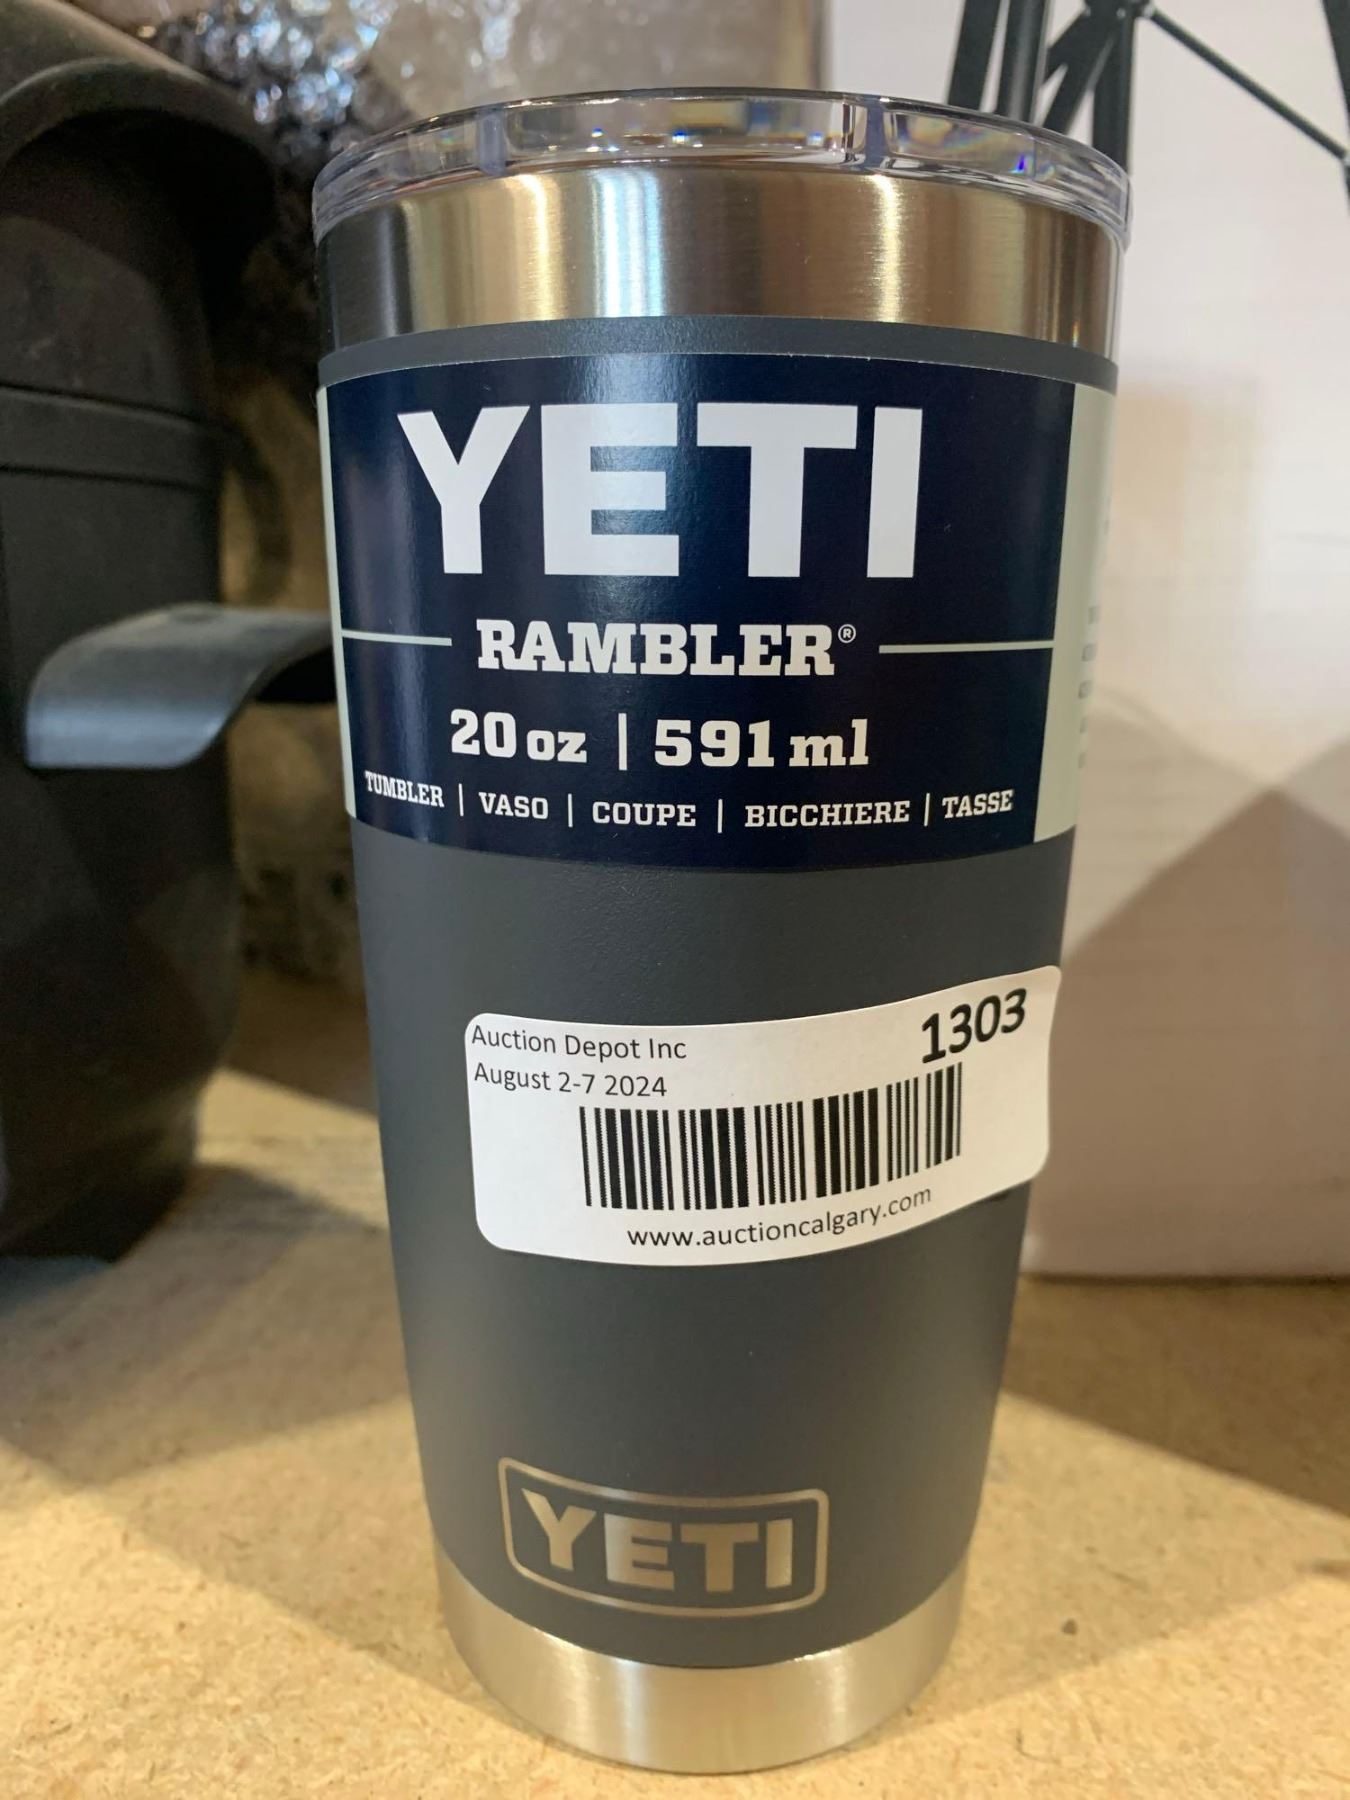 YETI
RAMBLER®
20 oz | 591 ml
TUMBLER | VASO | COUPE | BICCHIERE | TASSE
Auction Depot Inc
1303
August 2-7 2024
www.auctioncalgary.com
YETI